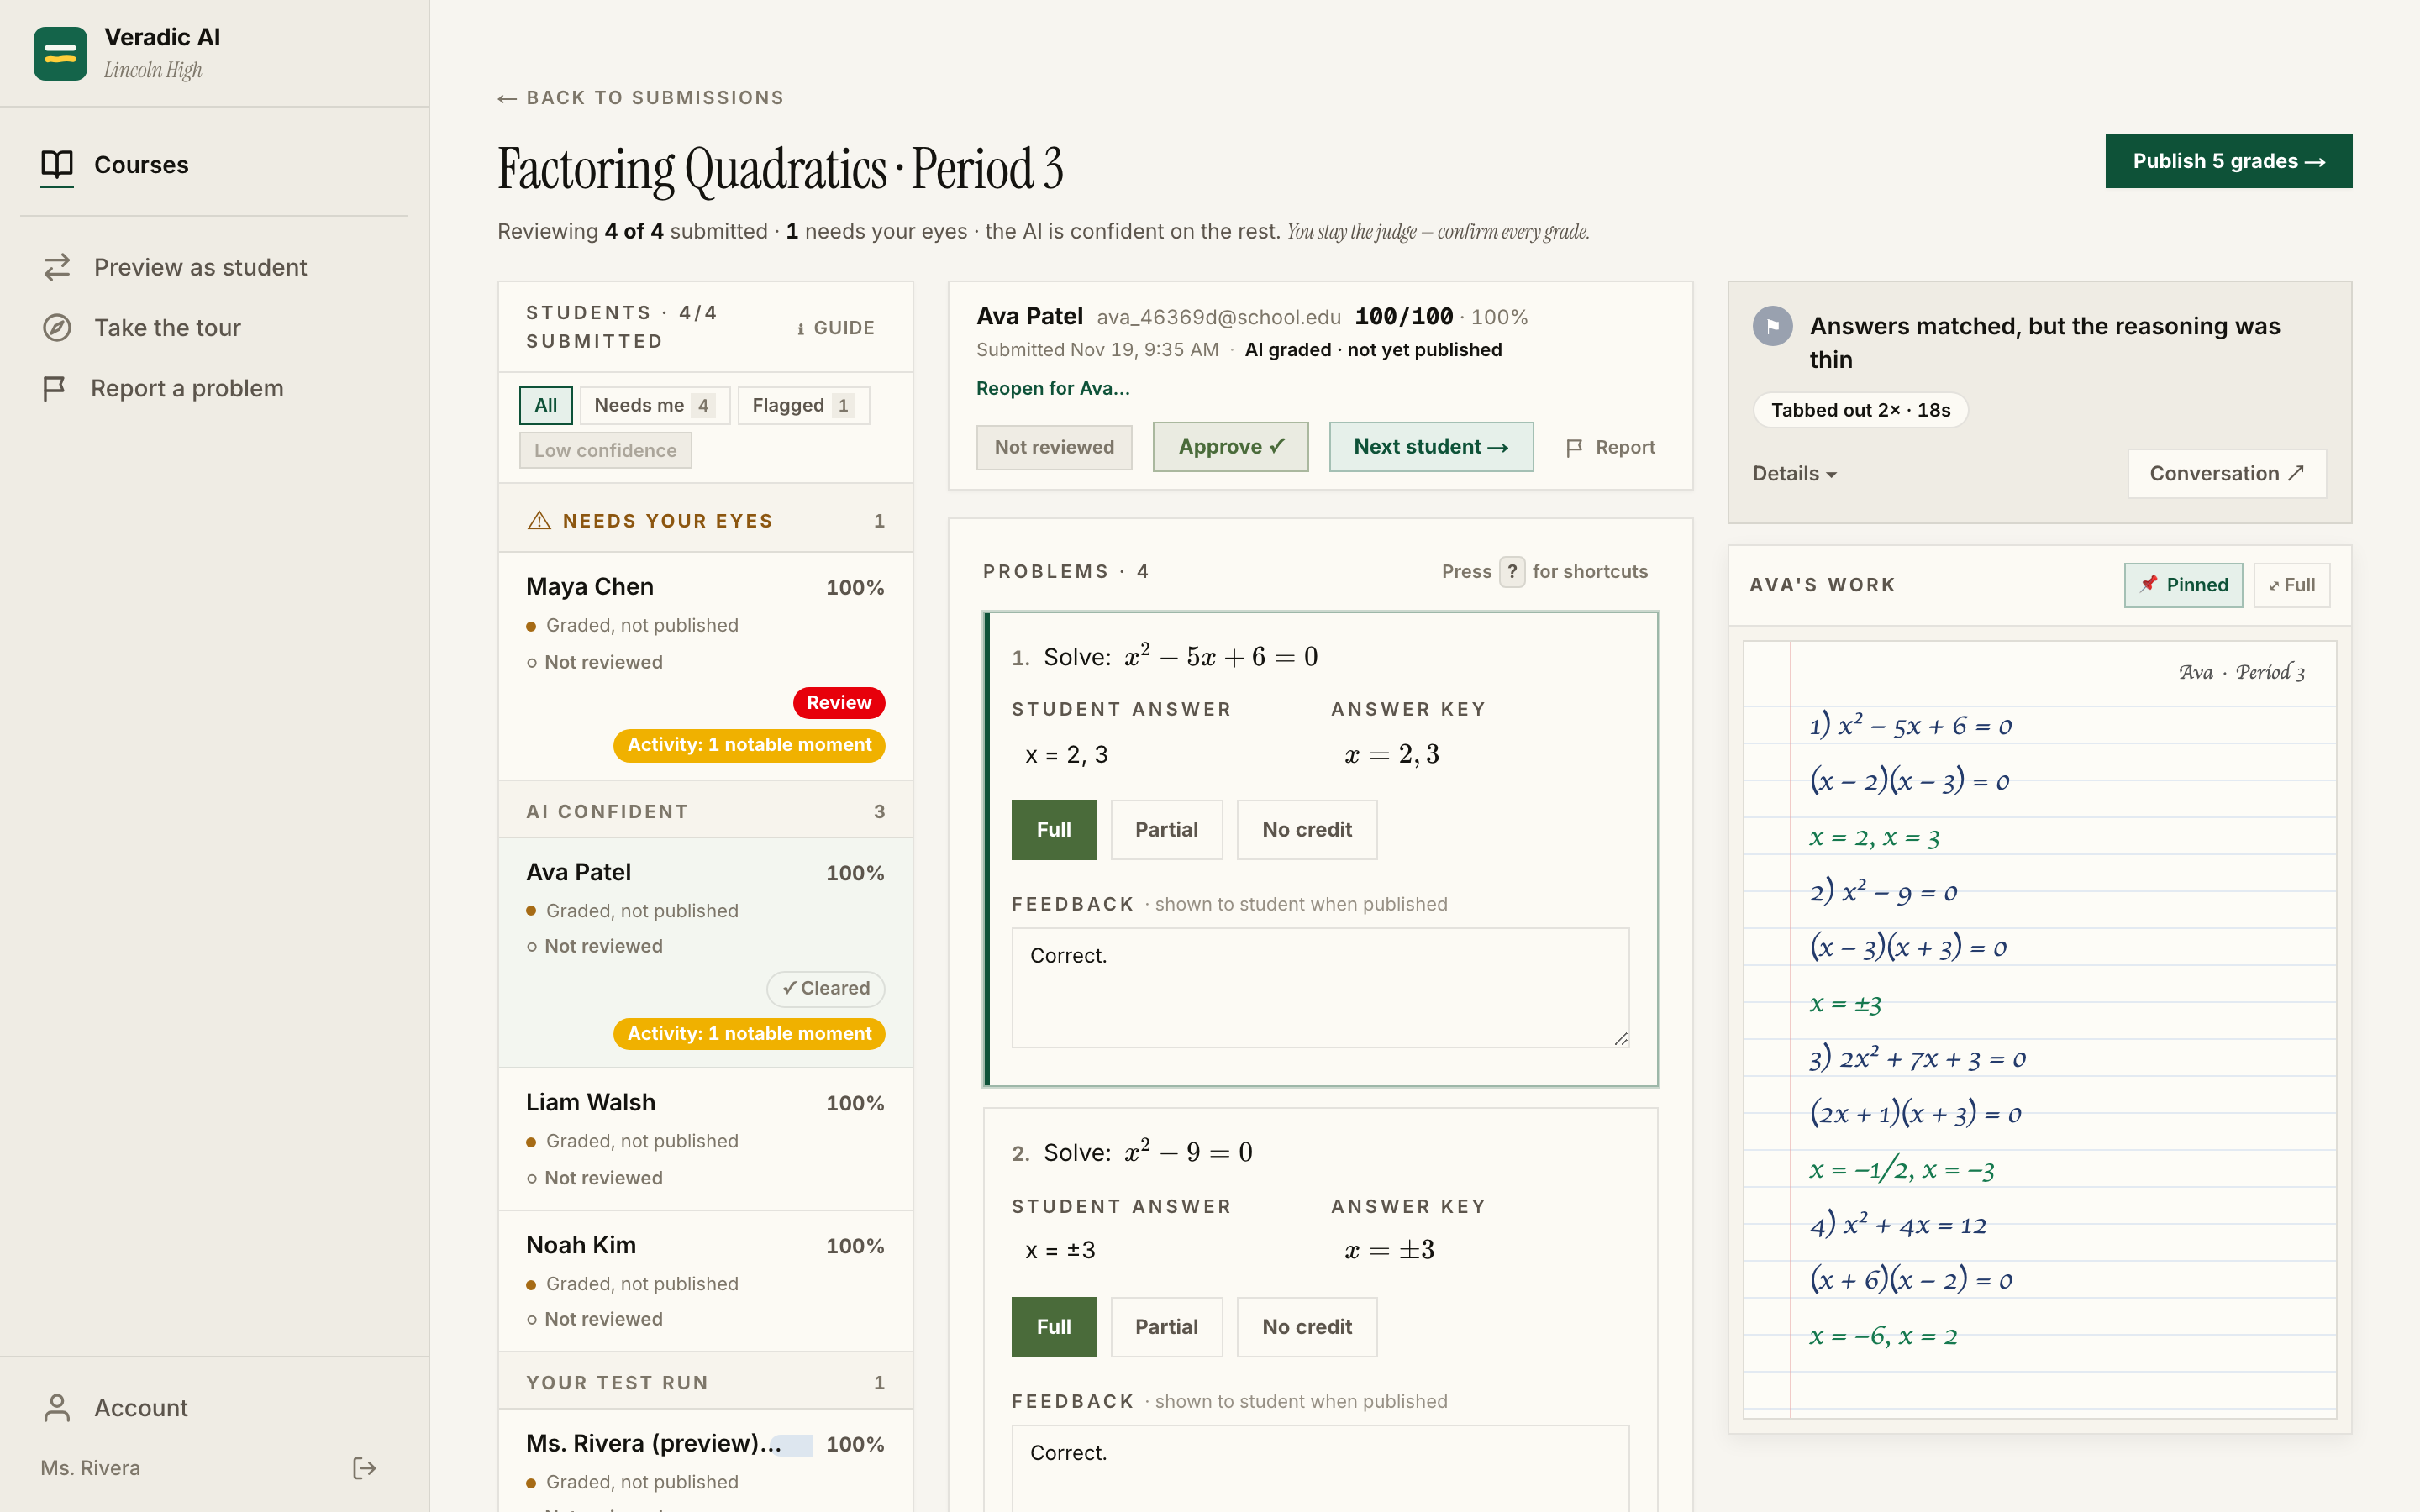 Veradic AI
Lincoln High
Courses
Preview as student
Take the tour
Report a problem
Account
Ms. Rivera
← BACK TO SUBMISSIONS
Factoring Quadratics · Period 3
Publish 5 grades →
Reviewing 4 of 4 submitted · 1 needs your eyes · the AI is confident on the rest. You stay the judge — confirm every grade.
STUDENTS · 4/4
SUBMITTED
ℹ GUIDE
All
Needs me 4
Flagged 1
Low confidence
⚠ NEEDS YOUR EYES 1
Maya Chen 100%
Graded, not published
Not reviewed
Review
Activity: 1 notable moment
AI CONFIDENT 3
Ava Patel 100%
Graded, not published
Not reviewed
✓ Cleared
Activity: 1 notable moment
Liam Walsh 100%
Graded, not published
Not reviewed
Noah Kim 100%
Graded, not published
Not reviewed
YOUR TEST RUN 1
Ms. Rivera (preview)... 100%
Graded, not published
Ava Patel ava_46369d@school.edu 100/100 · 100%
Submitted Nov 19, 9:35 AM · AI graded · not yet published
Reopen for Ava...
Not reviewed
Approve ✓
Next student →
Report
PROBLEMS · 4
Press ? for shortcuts
1. Solve: x² − 5x + 6 = 0
STUDENT ANSWER ANSWER KEY
x = 2, 3 x = 2, 3
Full Partial No credit
FEEDBACK · shown to student when published
Correct.
2. Solve: x² − 9 = 0
STUDENT ANSWER ANSWER KEY
x = ±3 x = ±3
Full Partial No credit
FEEDBACK · shown to student when published
Correct.
Answers matched, but the reasoning was
thin
Tabbed out 2× · 18s
Details ▾
Conversation ↗
AVA'S WORK
📌 Pinned
⤢ Full
Ava · Period 3
1) x² − 5x + 6 = 0
(x − 2)(x − 3) = 0
x = 2, x = 3
2) x² − 9 = 0
(x − 3)(x + 3) = 0
x = ±3
3) 2x² + 7x + 3 = 0
(2x + 1)(x + 3) = 0
x = −1/2, x = −3
4) x² + 4x = 12
(x + 6)(x − 2) = 0
x = −6, x = 2